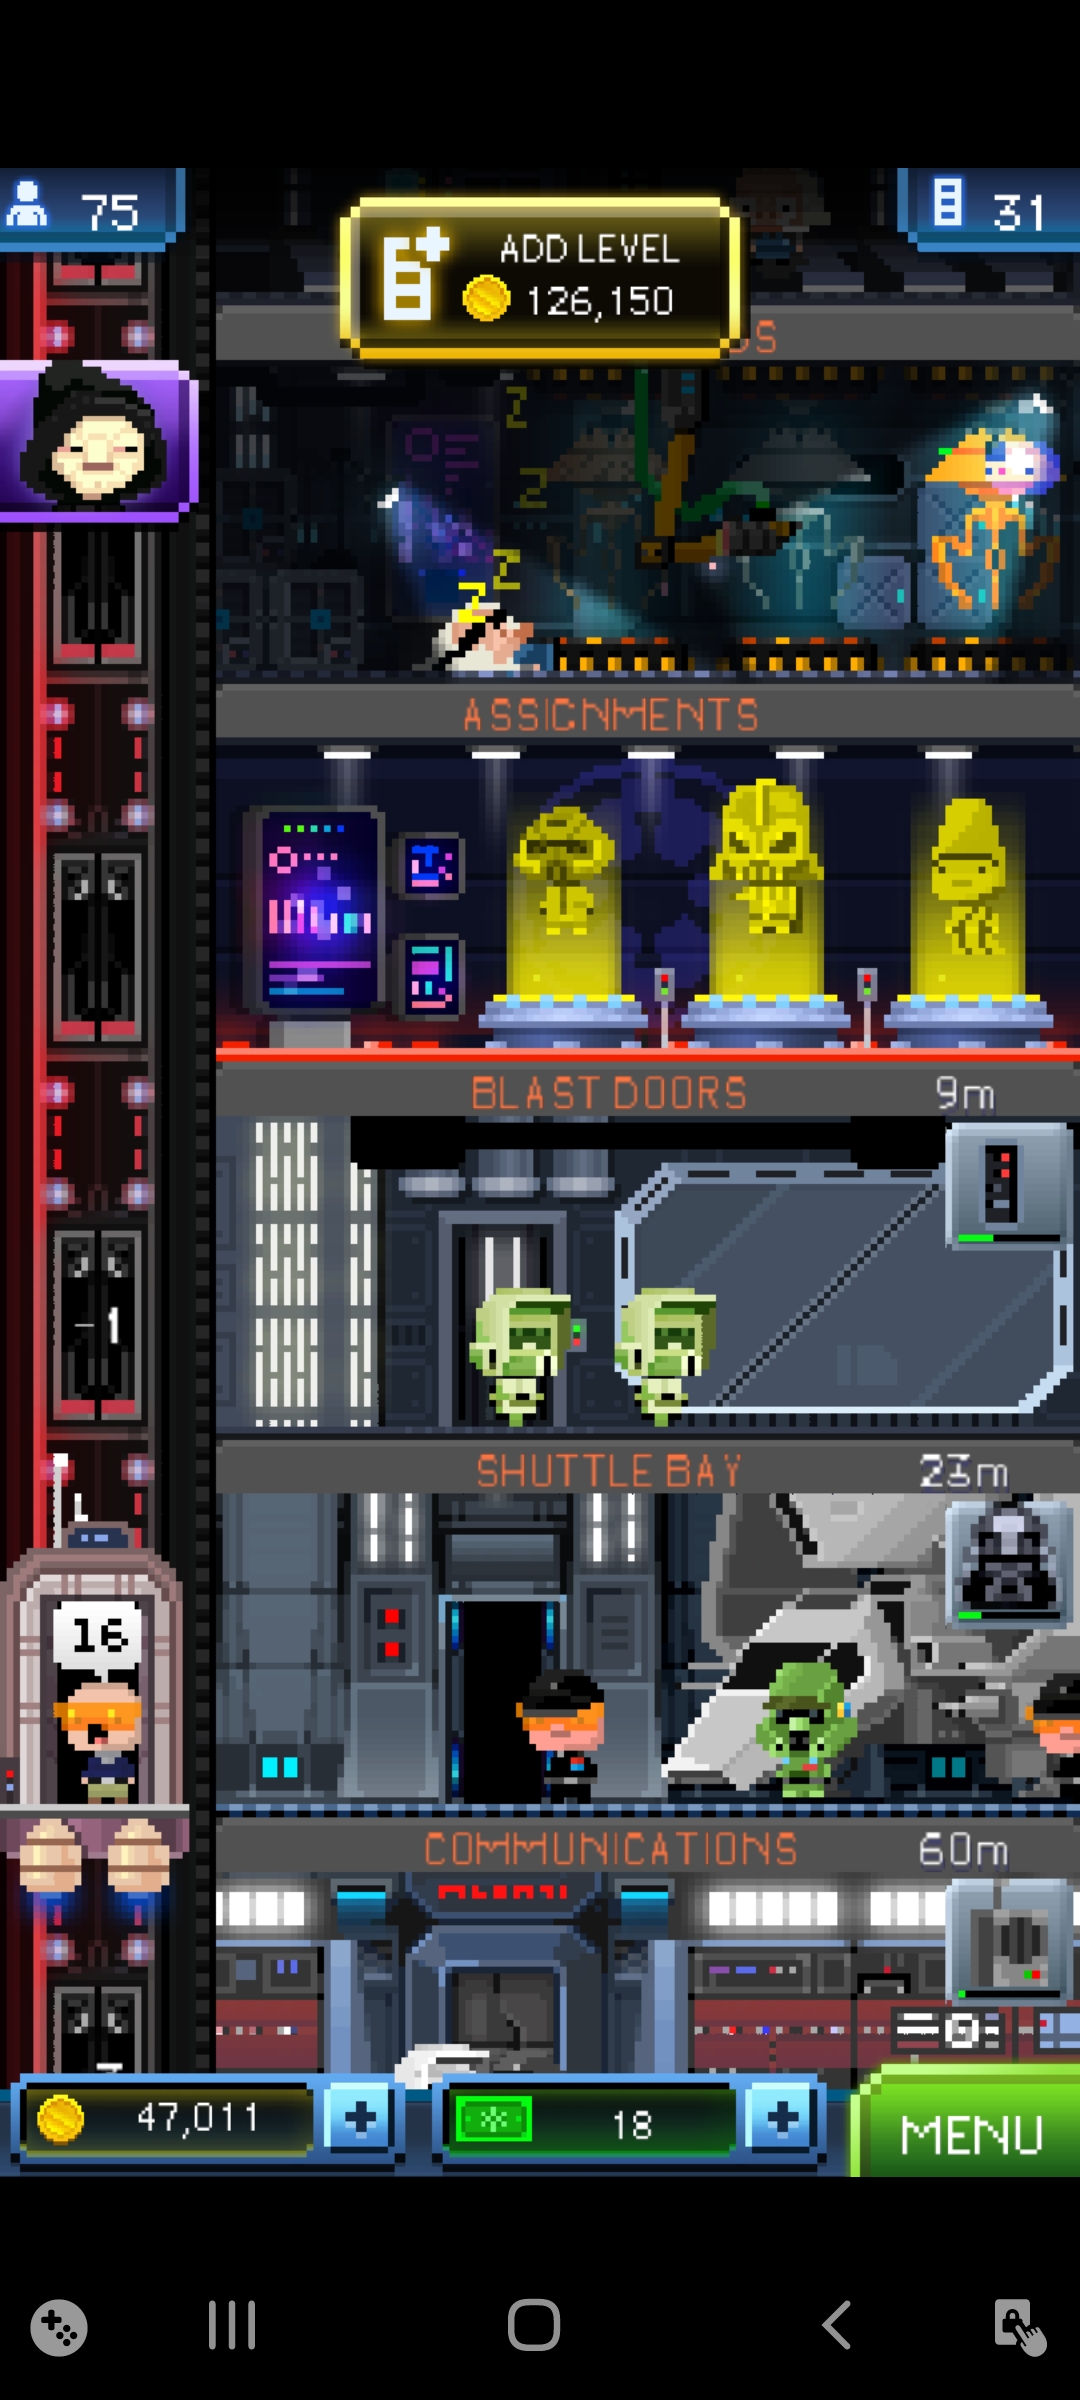 75
31
ADD LEVEL
126,150
Z
Z
Z
Z
ASSIGNMENTS
BLAST DOORS 9m
-1
SHUTTLE BAY
16
COMMUNICATIONS 60m
47,011
18
MENU